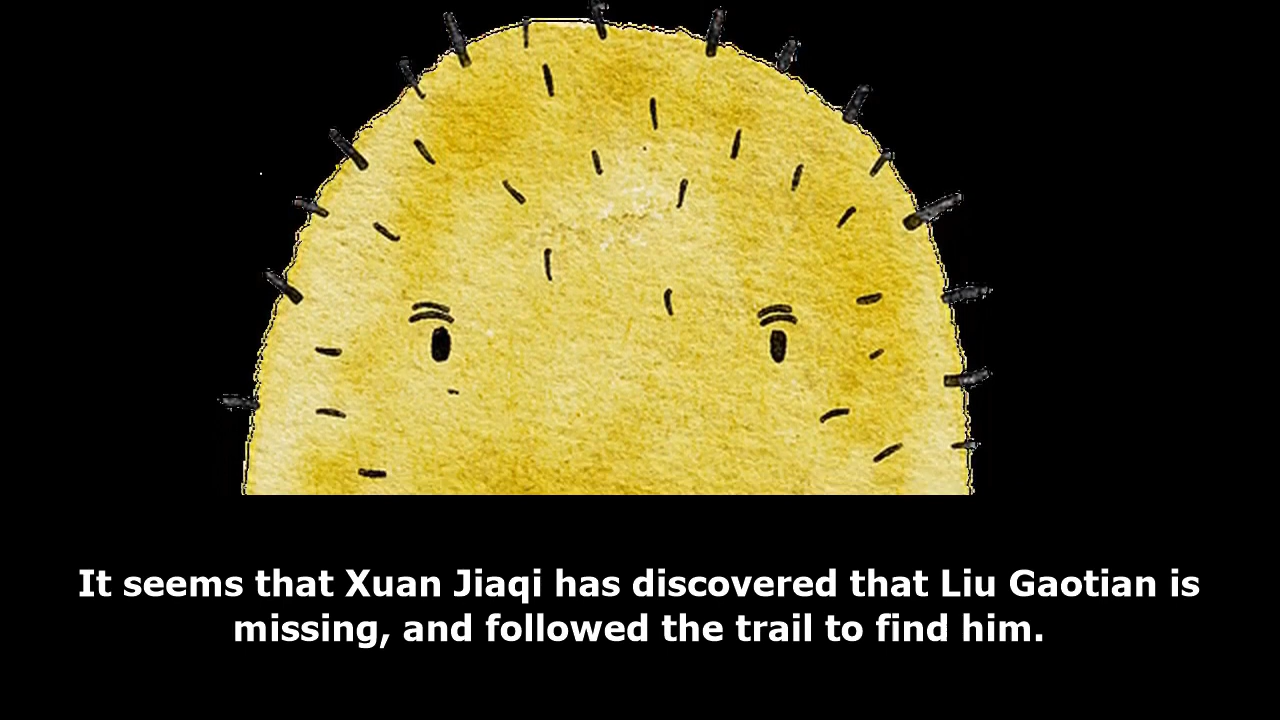 It seems that Xuan Jiaqi has discovered that Liu Gaotian is
missing, and followed the trail to find him.